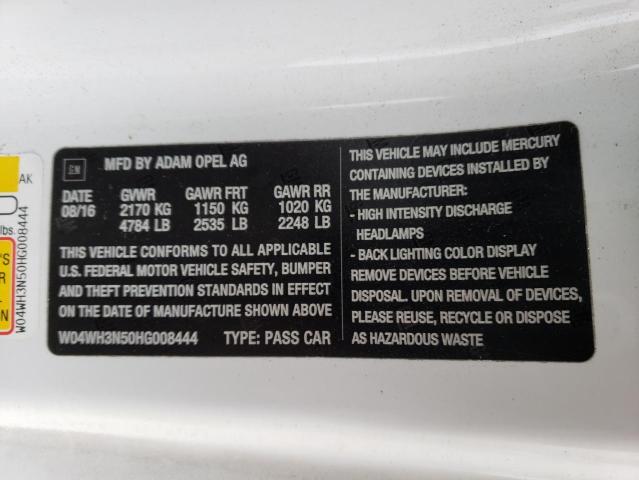 GM
MFD BY ADAM OPEL AG
DATE GVWR GAWR FRT GAWR RR
08/16 2170 KG 1150 KG 1020 KG
4784 LB 2535 LB 2248 LB
THIS VEHICLE CONFORMS TO ALL APPLICABLE
U.S. FEDERAL MOTOR VEHICLE SAFETY, BUMPER
AND THEFT PREVENTION STANDARDS IN EFFECT
ON THE DATE OF MANUFACTURE SHOWN ABOVE
W04WH3N50HG008444 TYPE: PASS CAR
THIS VEHICLE MAY INCLUDE MERCURY
CONTAINING DEVICES INSTALLED BY
THE MANUFACTURER:
- HIGH INTENSITY DISCHARGE
HEADLAMPS
- BACK LIGHTING COLOR DISPLAY
REMOVE DEVICES BEFORE VEHICLE
DISPOSAL. UPON REMOVAL OF DEVICES,
PLEASE REUSE, RECYCLE OR DISPOSE
AS HAZARDOUS WASTE
AK
lbs.
'S
ER
ON
W04WH3N50HG008444